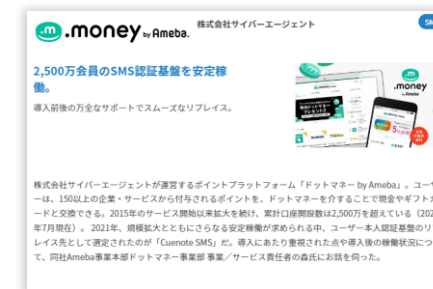 .money by Ameba.
株式会社サイバーエージェント
2,500万会員のSMS認証基盤を安定稼
働。
導入前後の万全なサポートでスムーズなリプレイス。
.money
株式会社サイバーエージェントが運営するポイントプラットフォーム「ドットマネー by Ameba」。ユーザ
ーは、150以上の企業・サービスから付与されるポイントを、ドットマネーを介することで現金やギフトカ
ードと交換できる。2015年のサービス開始以来拡大を続け、累計口座開設数は2,500万を超えている（202
年7月現在）。2021年、規模拡大とともにさらなる安定稼働が求められる中、ユーザー本人認証基盤のリプ
レイス先として選定されたのが「Cuenote SMS」だ。導入にあたり重視された点や導入後の稼働状況につ
て、同社Ameba事業本部ドットマネー事業部 事業／サービス責任者の森氏にお話を伺った。